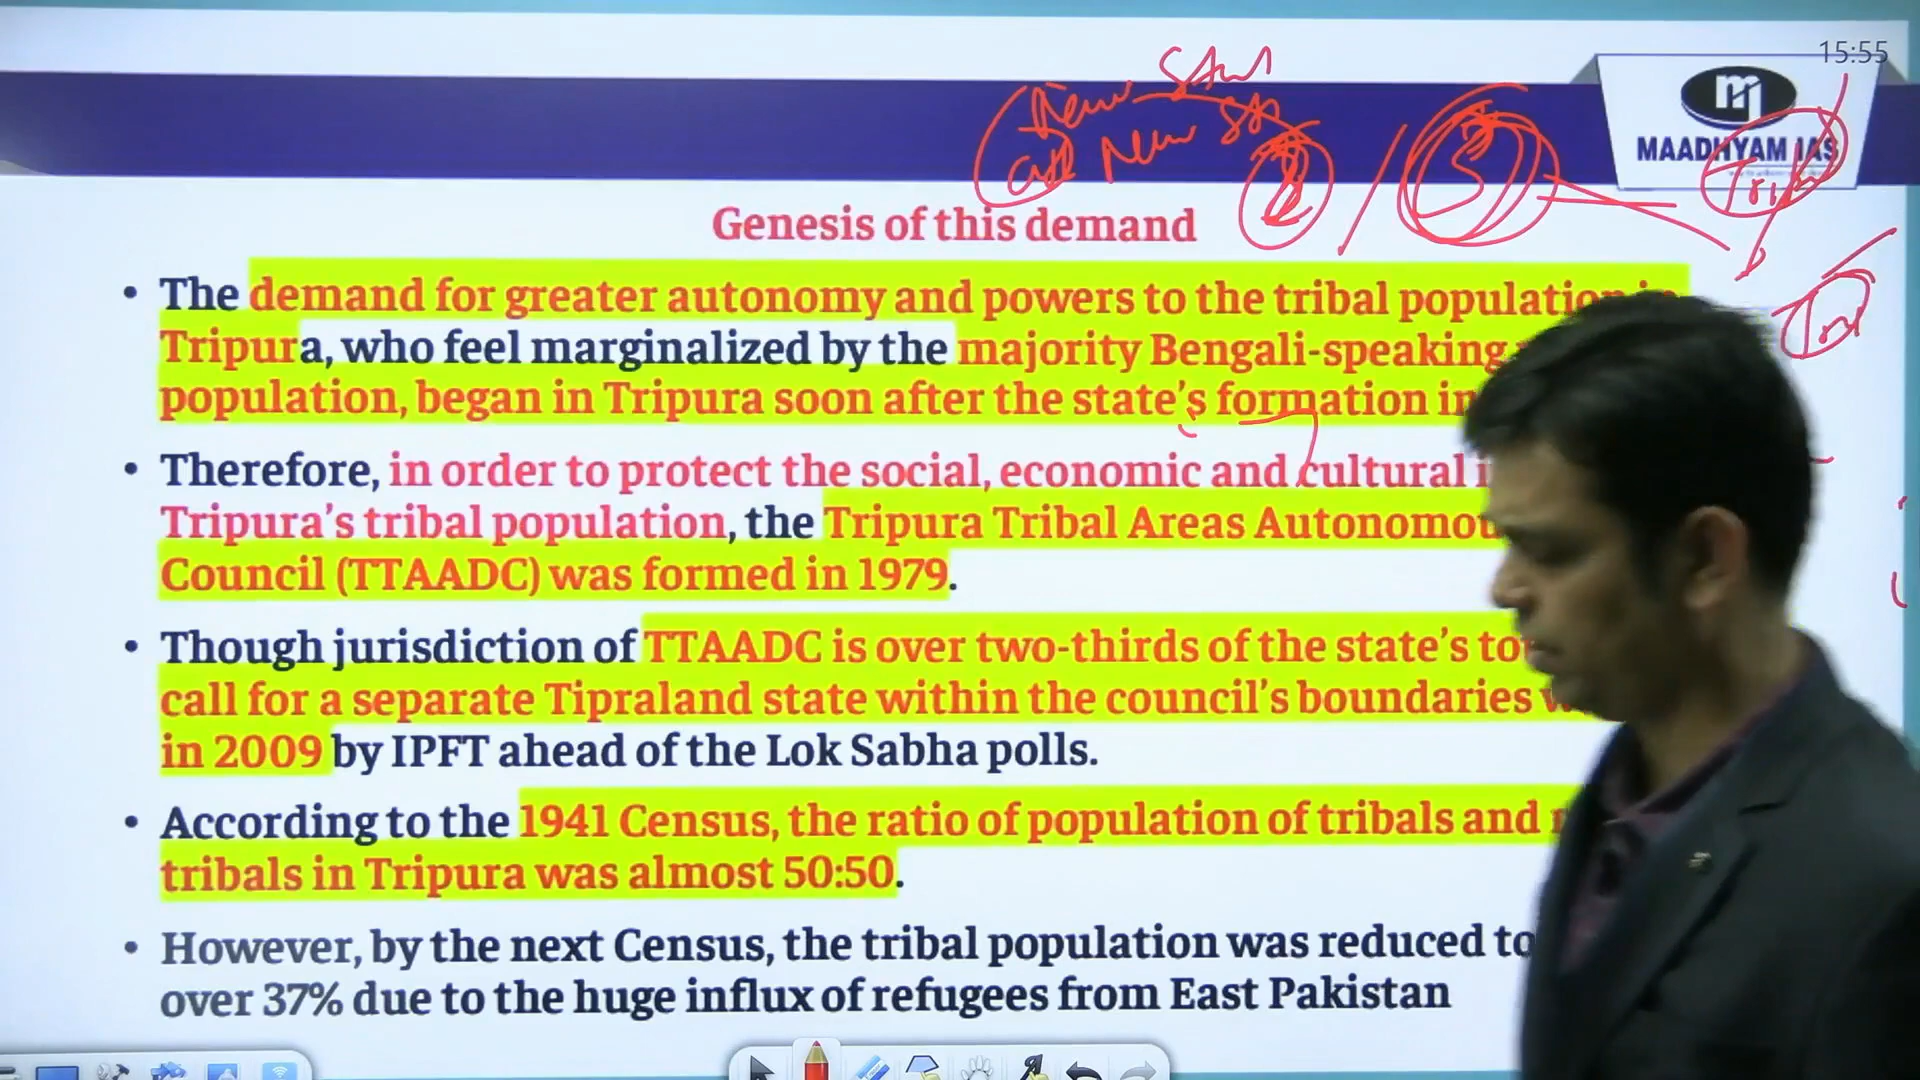 15:55
MAADHYAM IAS
Genesis of this demand
• The demand for greater autonomy and powers to the tribal population in
Tripura, who feel marginalized by the majority Bengali-speaking
population, began in Tripura soon after the state's formation in
• Therefore, in order to protect the social, economic and cultural
Tripura's tribal population, the Tripura Tribal Areas Autonomou
Council (TTAADC) was formed in 1979.
• Though jurisdiction of TTAADC is over two-thirds of the state's
call for a separate Tipraland state within the council's boundaries
in 2009 by IPFT ahead of the Lok Sabha polls.
• According to the 1941 Census, the ratio of population of tribals and
tribals in Tripura was almost 50:50.
• However, by the next Census, the tribal population was reduced to
over 37% due to the huge influx of refugees from East Pakistan